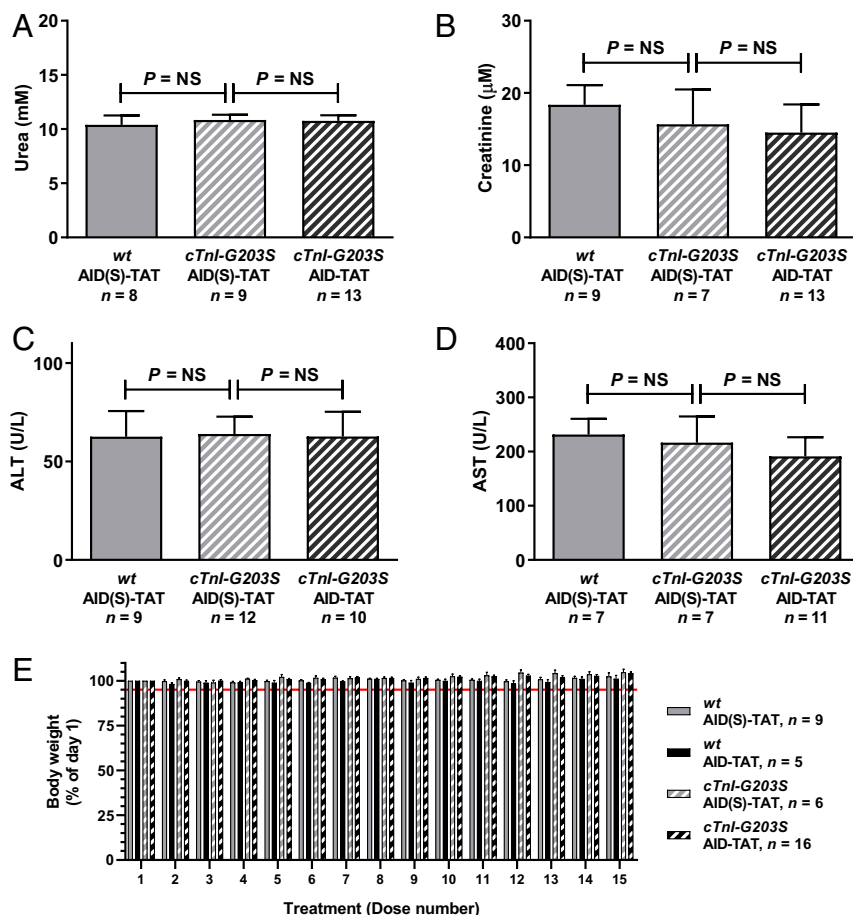 A
Urea (mM)
20
15
10
5
0
P = NS
P = NS
wt
AID(S)-TAT
n = 8
cTnI-G203S
AID(S)-TAT
n = 9
cTnI-G203S
AID-TAT
n = 13
B
Creatinine (μM)
30
20
10
0
P = NS
P = NS
wt
AID(S)-TAT
n = 9
cTnI-G203S
AID(S)-TAT
n = 7
cTnI-G203S
AID-TAT
n = 13
C
ALT (U/L)
100
50
0
P = NS
P = NS
wt
AID(S)-TAT
n = 9
cTnI-G203S
AID(S)-TAT
n = 12
cTnI-G203S
AID-TAT
n = 10
D
AST (U/L)
400
300
200
100
0
P = NS
P = NS
wt
AID(S)-TAT
n = 7
cTnI-G203S
AID(S)-TAT
n = 7
cTnI-G203S
AID-TAT
n = 11
E
Body weight
(% of day 1)
100
75
50
25
0
1 2 3 4 5 6 7 8 9 10 11 12 13 14 15
Treatment (Dose number)
wt
AID(S)-TAT, n = 9
wt
AID-TAT, n = 5
cTnI-G203S
AID(S)-TAT, n = 6
cTnI-G203S
AID-TAT, n = 16